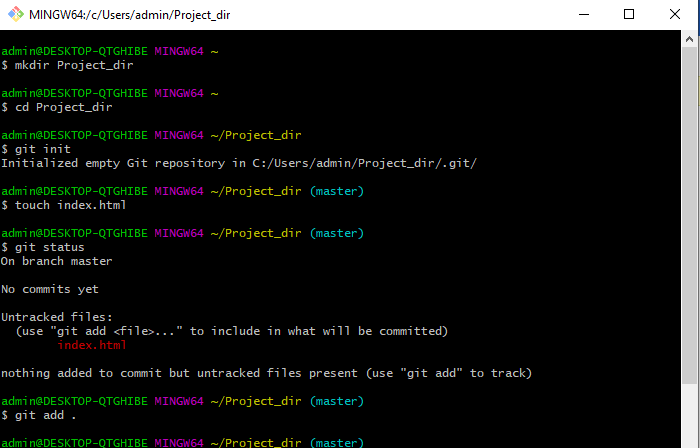 MINGW64:/c/Users/admin/Project_dir
admin@DESKTOP-QTGHIBE MINGW64 ~
$ mkdir Project_dir
admin@DESKTOP-QTGHIBE MINGW64 ~
$ cd Project_dir
admin@DESKTOP-QTGHIBE MINGW64 ~/Project_dir
$ git init
Initialized empty Git repository in C:/Users/admin/Project_dir/.git/
admin@DESKTOP-QTGHIBE MINGW64 ~/Project_dir (master)
$ touch index.html
admin@DESKTOP-QTGHIBE MINGW64 ~/Project_dir (master)
$ git status
On branch master
No commits yet
Untracked files:
  (use "git add <file>..." to include in what will be committed)
        index.html
nothing added to commit but untracked files present (use "git add" to track)
admin@DESKTOP-QTGHIBE MINGW64 ~/Project_dir (master)
$ git add .
admin@DESKTOP-QTGHIBE MINGW64 ~/Project_dir (master)